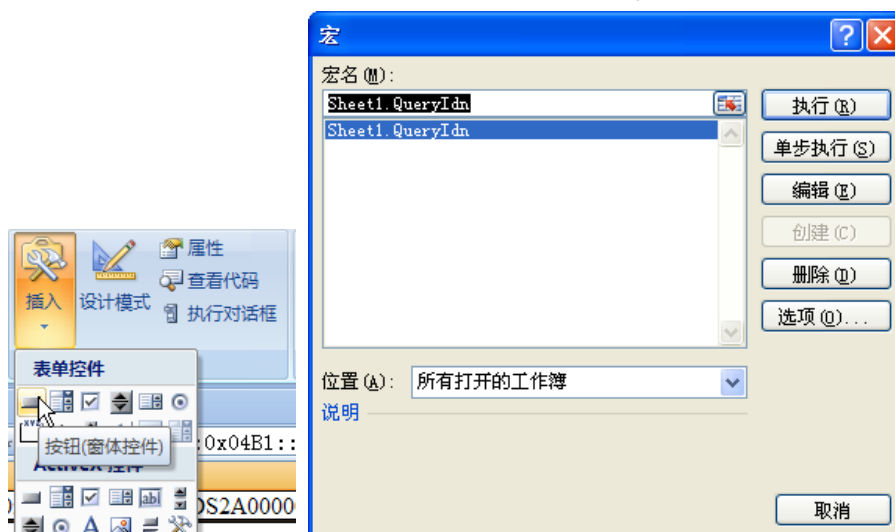 宏
宏名(M):
Sheet1.QueryIdn
Sheet1.QueryIdn
执行(R)
单步执行(S)
编辑(E)
创建(C)
删除(D)
选项(O)...
位置(A):
所有打开的工作簿
说明
取消
插入
设计模式
属性
查看代码
执行对话框
表单控件
按钮(窗体控件)
:0x04B1::
DS2A0000